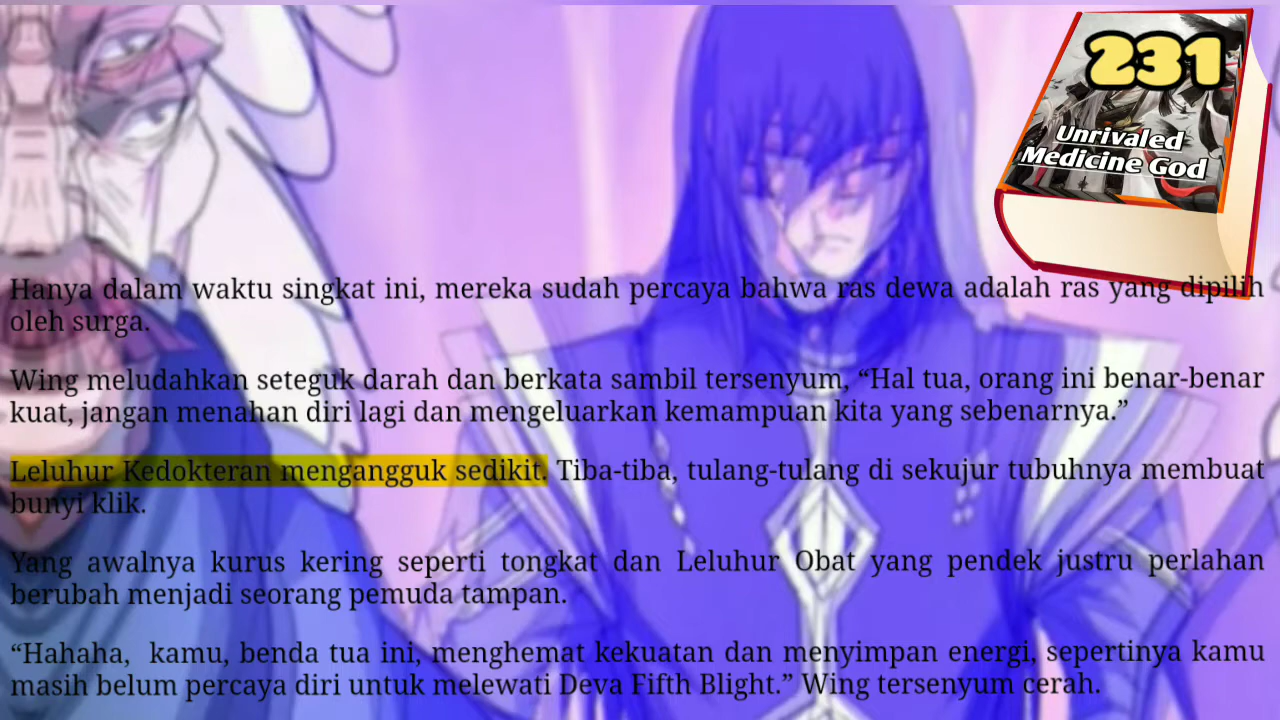 231
Unrivaled
Medicine God
Hanya dalam waktu singkat ini, mereka sudah percaya bahwa ras dewa adalah ras yang dipilih
oleh surga.
Wing meludahkan seteguk darah dan berkata sambil tersenyum, “Hal tua, orang ini benar-benar
kuat, jangan menahan diri lagi dan mengeluarkan kemampuan kita yang sebenarnya.”
Leluhur Kedokteran mengangguk sedikit. Tiba-tiba, tulang-tulang di sekujur tubuhnya membuat
bunyi klik.
Yang awalnya kurus kering seperti tongkat dan Leluhur Obat yang pendek justru perlahan
berubah menjadi seorang pemuda tampan.
“Hahaha,  kamu, benda tua ini, menghemat kekuatan dan menyimpan energi, sepertinya kamu
masih belum percaya diri untuk melewati Deva Fifth Blight.” Wing tersenyum cerah.